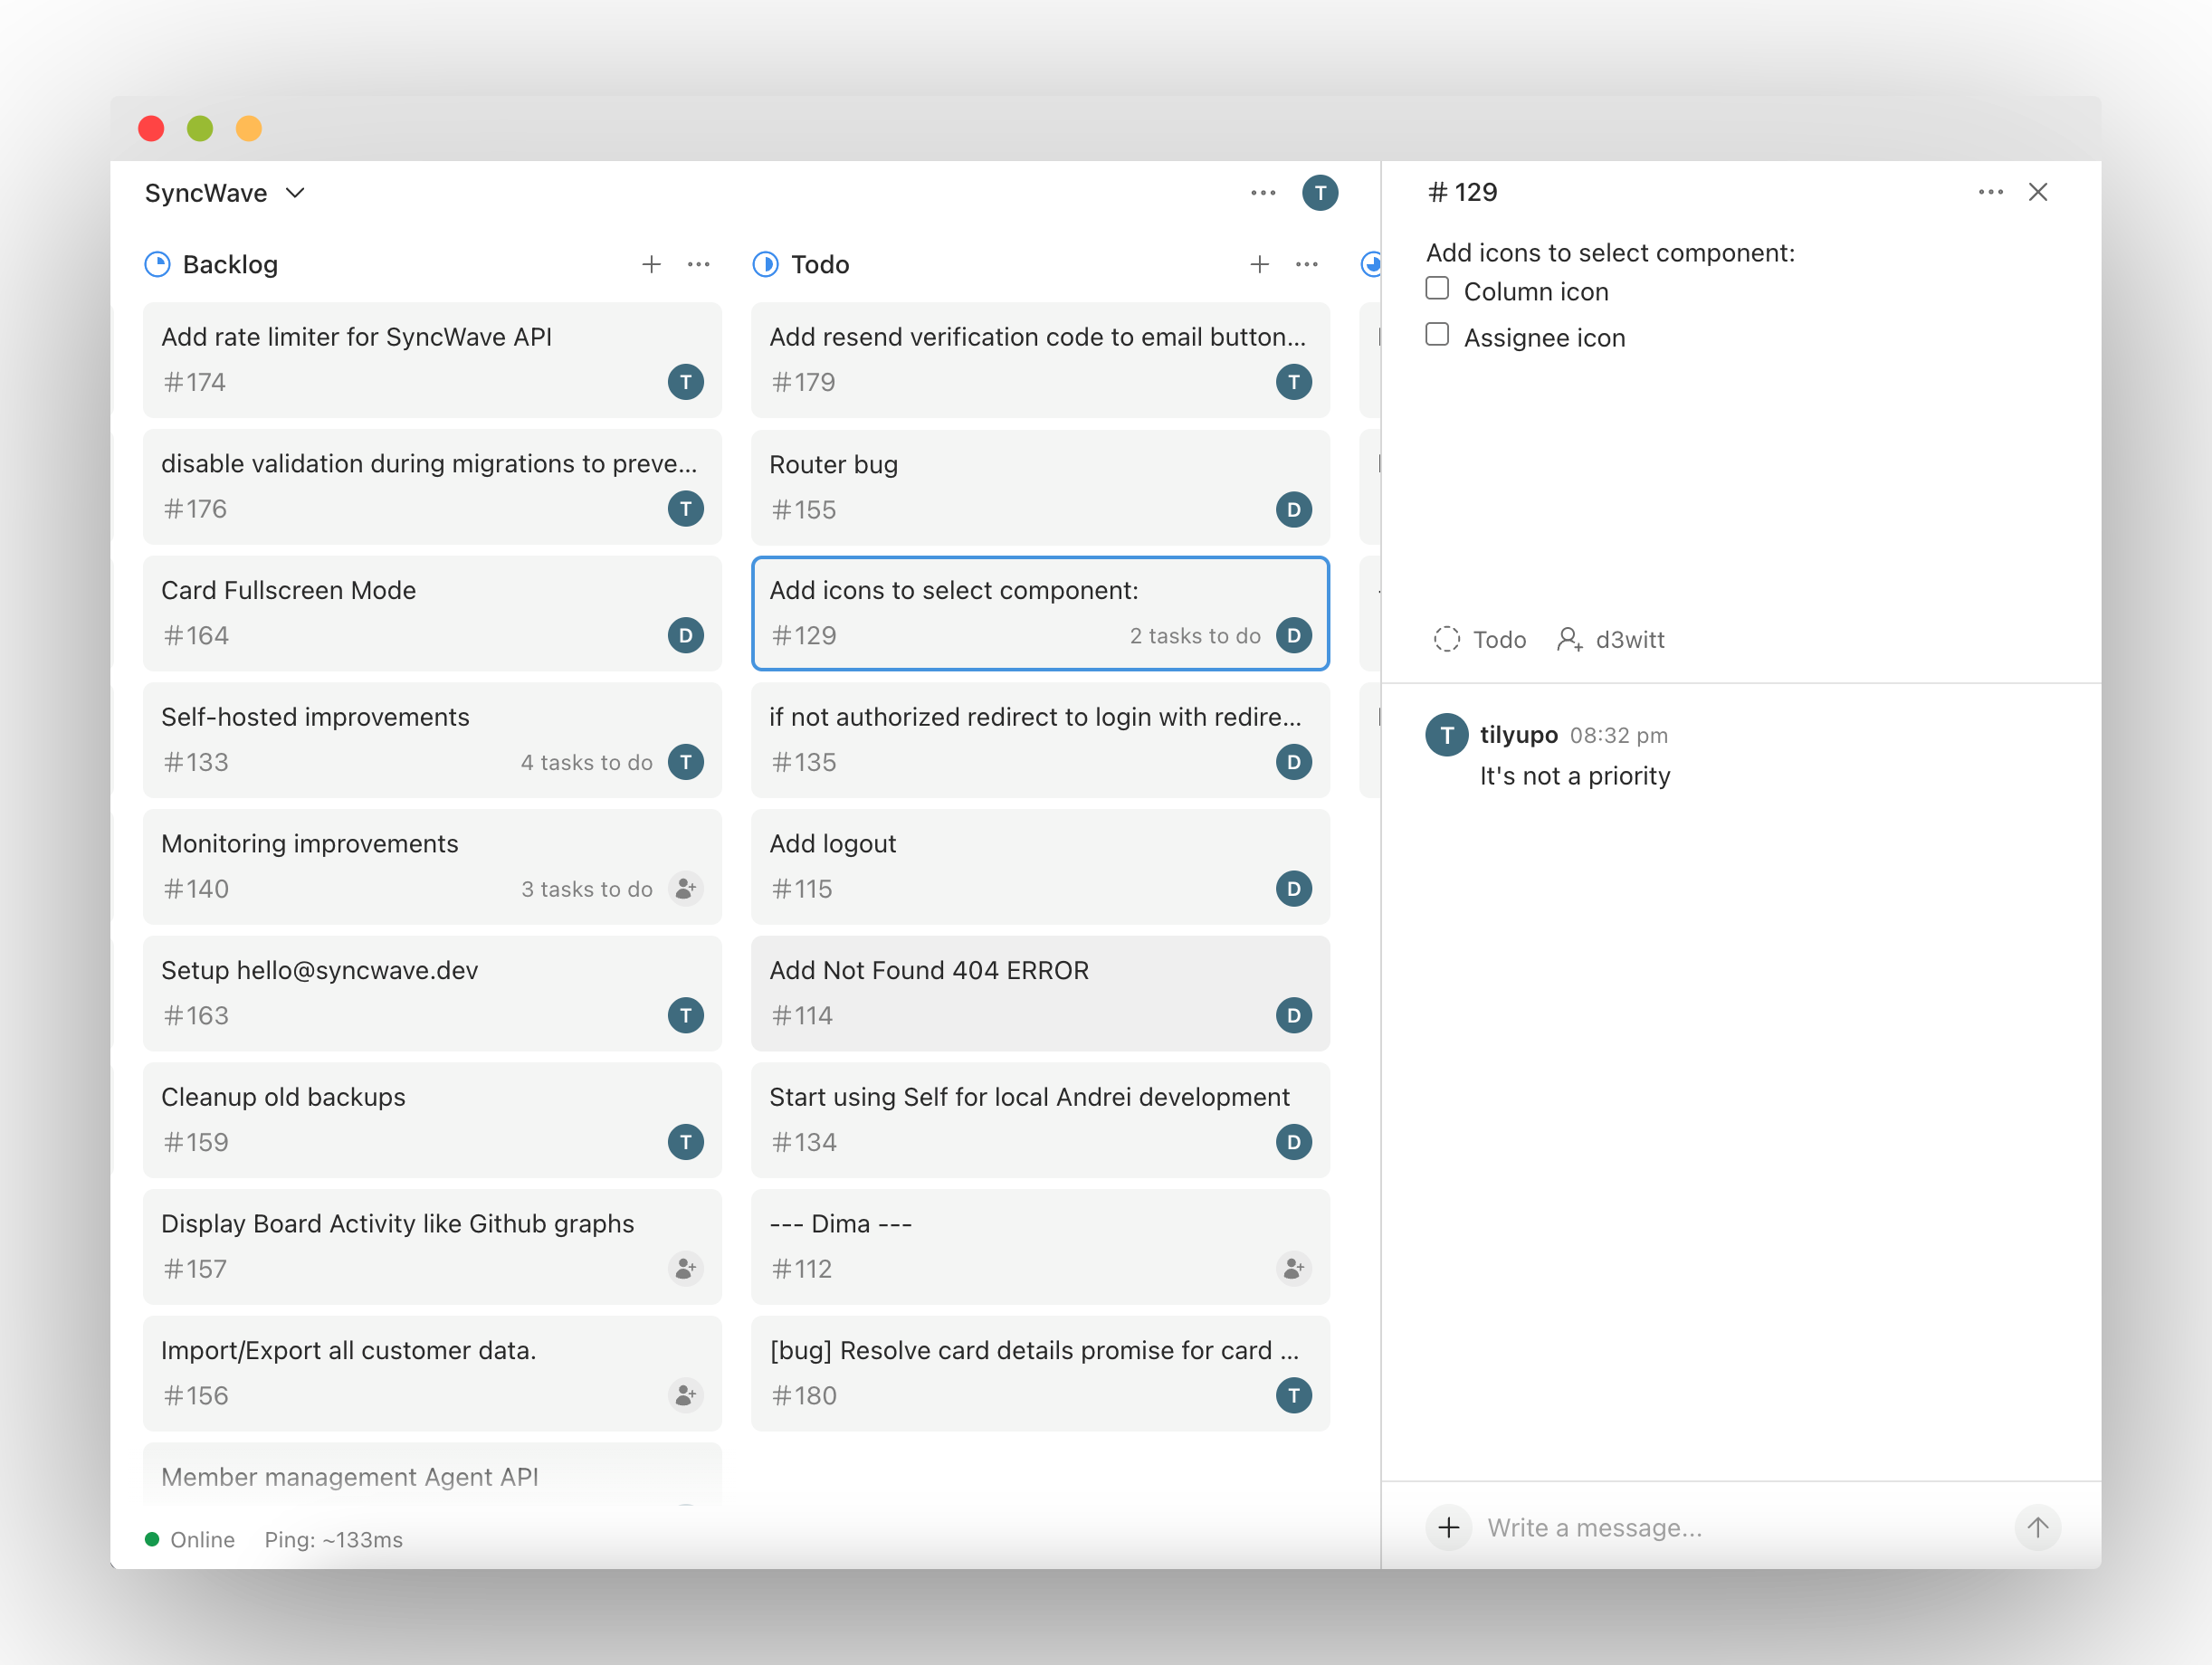 SyncWave
T
Backlog
Add rate limiter for SyncWave API
#174
T
disable validation during migrations to preve...
#176
T
Card Fullscreen Mode
#164
D
Self-hosted improvements
#133 4 tasks to do T
Monitoring improvements
#140 3 tasks to do
Setup hello@syncwave.dev
#163
T
Cleanup old backups
#159
T
Display Board Activity like Github graphs
#157
Import/Export all customer data.
#156
Member management Agent API
Todo
Add resend verification code to email button...
#179
T
Router bug
#155
D
Add icons to select component:
#129 2 tasks to do D
if not authorized redirect to login with redire...
#135
D
Add logout
#115
D
Add Not Found 404 ERROR
#114
D
Start using Self for local Andrei development
#134
D
--- Dima ---
#112
[bug] Resolve card details promise for card ...
#180
T
Online Ping: ~133ms
# 129
Add icons to select component:
Column icon
Assignee icon
Todo d3witt
T tilyupo 08:32 pm
It's not a priority
Write a message...